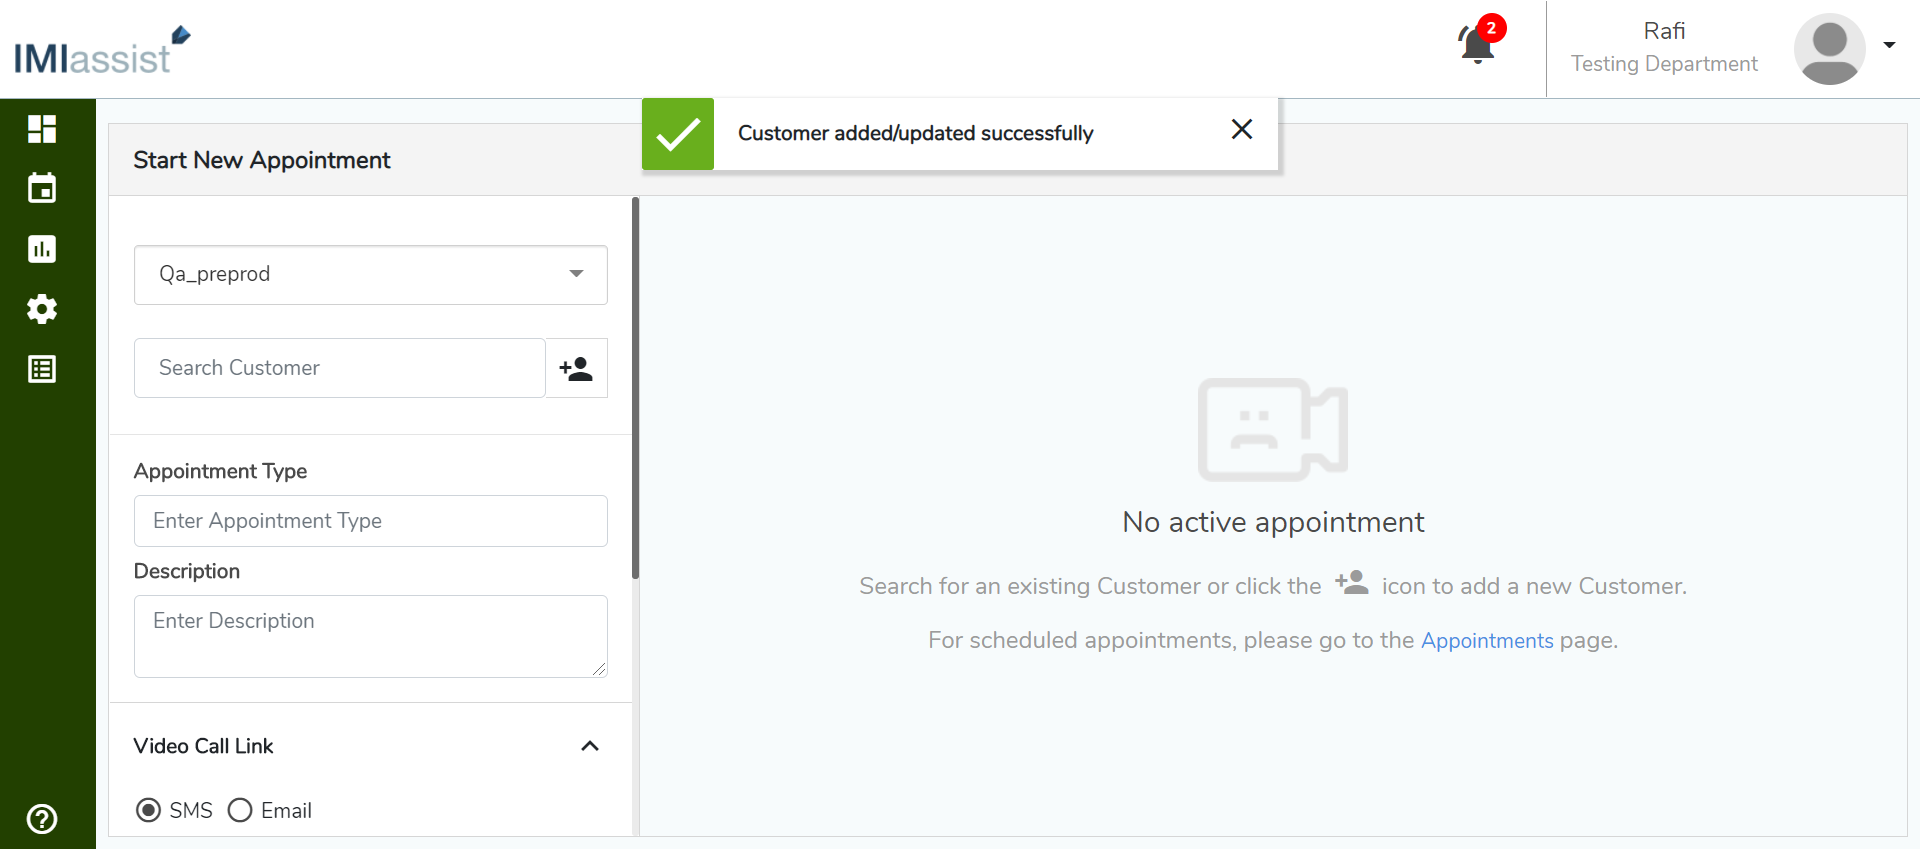 IMIassist
2
Rafi
Testing Department
Customer added/updated successfully
Start New Appointment
Qa_preprod
Search Customer
Appointment Type
Enter Appointment Type
Description
Enter Description
Video Call Link
SMS Email
No active appointment
Search for an existing Customer or click the icon to add a new Customer.
For scheduled appointments, please go to the Appointments page.